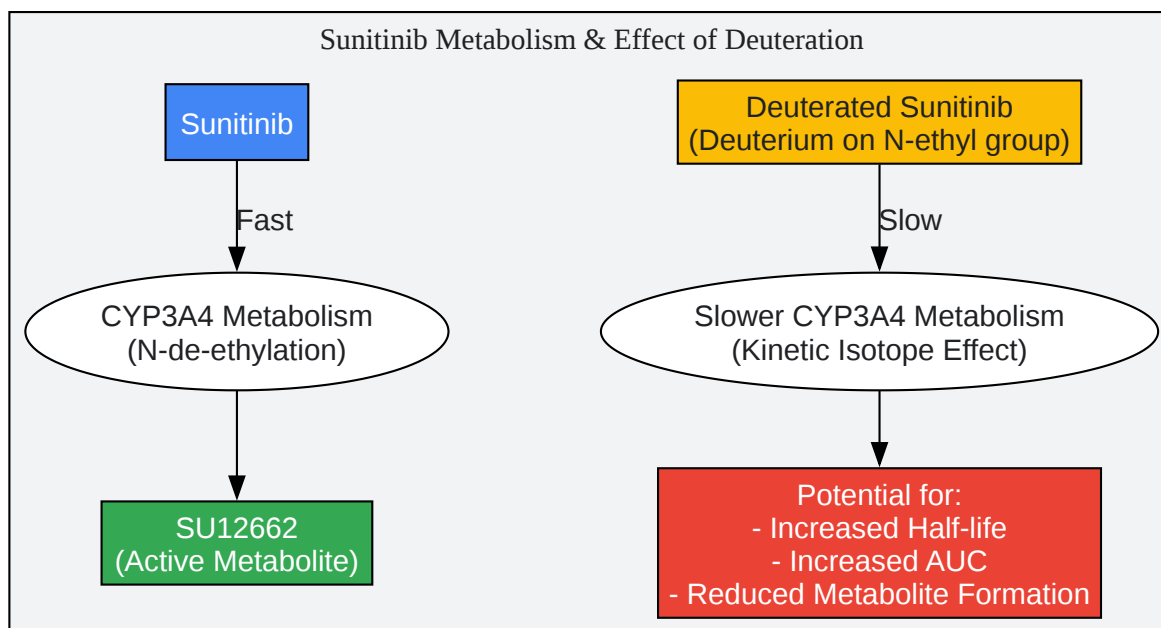 Sunitinib Metabolism & Effect of Deuteration
Sunitinib
Fast
CYP3A4 Metabolism
(N-de-ethylation)
SU12662
(Active Metabolite)
Deuterated Sunitinib
(Deuterium on N-ethyl group)
Slow
Slower CYP3A4 Metabolism
(Kinetic Isotope Effect)
Potential for:
- Increased Half-life
- Increased AUC
- Reduced Metabolite Formation